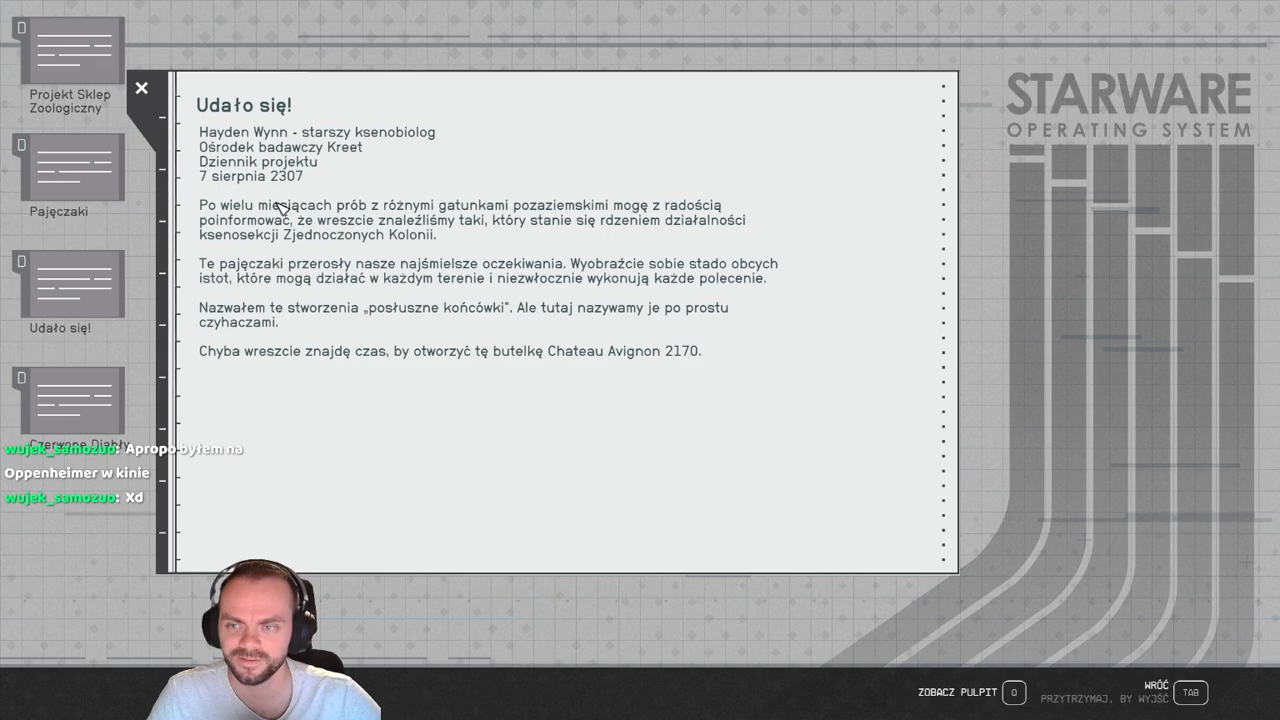 Projekt Sklep
Zoologiczny
Pajęczaki
Udało się!
Czerwone Diabły
Udało się!
Hayden Wynn - starszy ksenobiolog
Ośrodek badawczy Kreet
Dziennik projektu
7 sierpnia 2307
Po wielu miesiącach prób z różnymi gatunkami pozaziemskimi mogę z radością
poinformować, że wreszcie znaleźliśmy taki, który stanie się rdzeniem działalności
ksenosekcji Zjednoczonych Kolonii.
Te pajęczaki przerosły nasze najśmielsze oczekiwania. Wyobraźcie sobie stado obcych
istot, które mogą działać w każdym terenie i niezwłocznie wykonują każde polecenie.
Nazwałem te stworzenia „posłuszne końcówki". Ale tutaj nazywamy je po prostu
czyhaczami.
Chyba wreszcie znajdę czas, by otworzyć tę butelkę Chateau Avignon 2170.
STARWARE
OPERATING SYSTEM
wujek_samozuo: Apropo byłem na
Oppenheimer w kinie
wujek_samozuo: Xd
ZOBACZ PULPIT Q
WRÓĆ
PRZYTRZYMAJ, BY WYJŚĆ
TAB